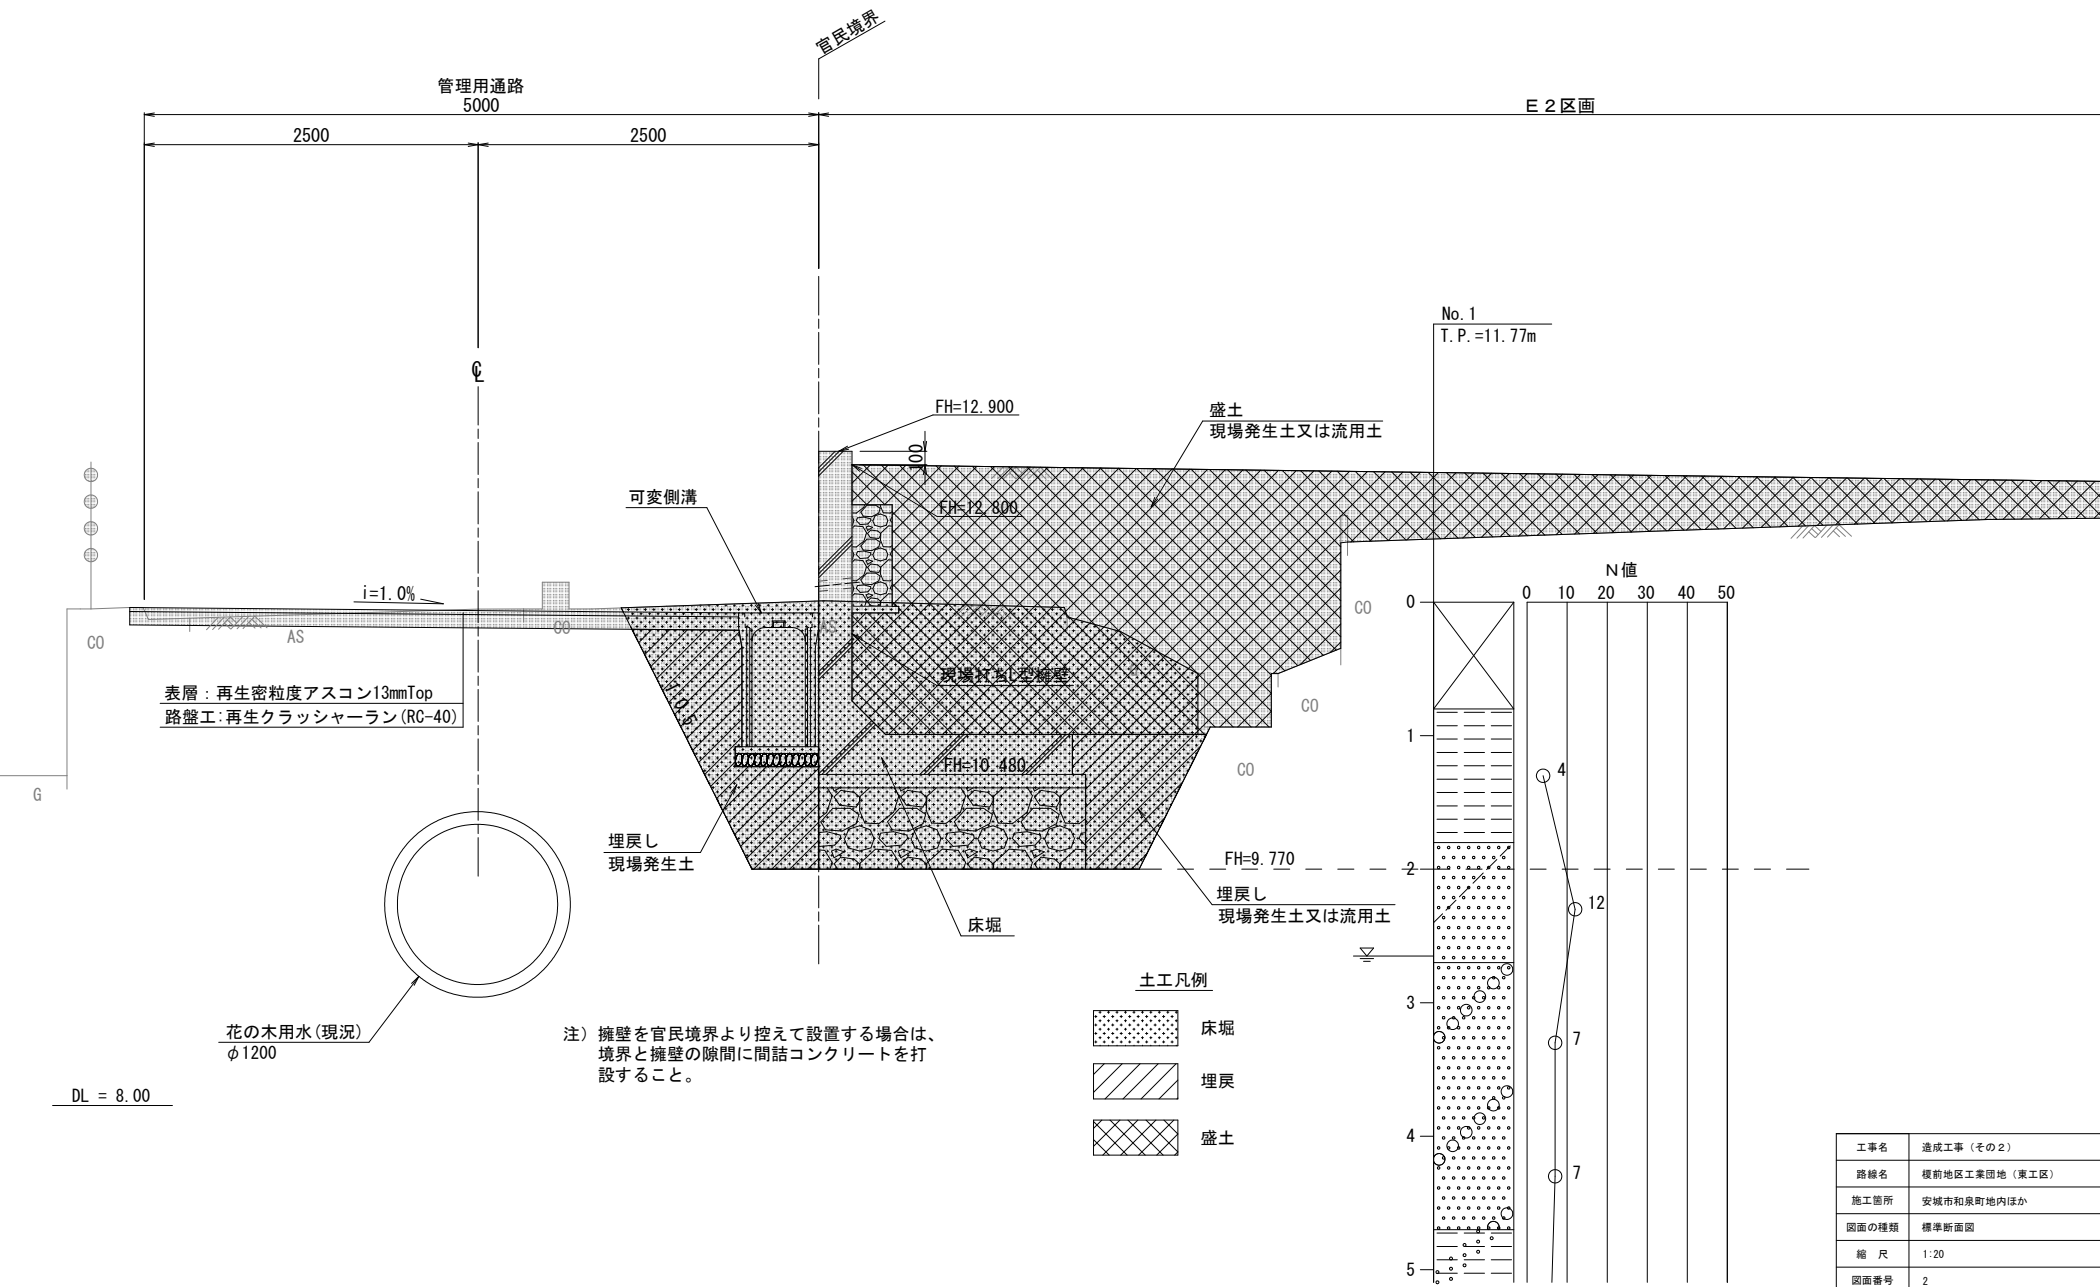 官民境界
管理用通路
5000
E2区画
2500
2500
No.1
T.P.=11.77m
FH=12.900
盛土
現場発生土又は流用土
100
可変側溝
FH=12.800
i=1.0%
N値
0 10 20 30 40 50
0
CO
AS
CO
AS
CO
CO
CO
G
現場打ちL型擁壁
表層：再生密粒度アスコン13mmTop
路盤工:再生クラッシャーラン(RC-40)
1:0.5
1
4
FH=10.480
埋戻し
現場発生土
FH=9.770
2
埋戻し
現場発生土又は流用土
12
床堀
土工凡例
3
床堀
7
花の木用水(現況)
φ1200
注）擁壁を官民境界より控えて設置する場合は、
境界と擁壁の隙間に間詰コンクリートを打
設すること。
埋戻
DL = 8.00
4
盛土
7
5
工事名 造成工事（その２）
路線名 榎前地区工業団地（東工区）
施工箇所 安城市和泉町地内ほか
図面の種類 標準断面図
縮 尺 1:20
図面番号 2